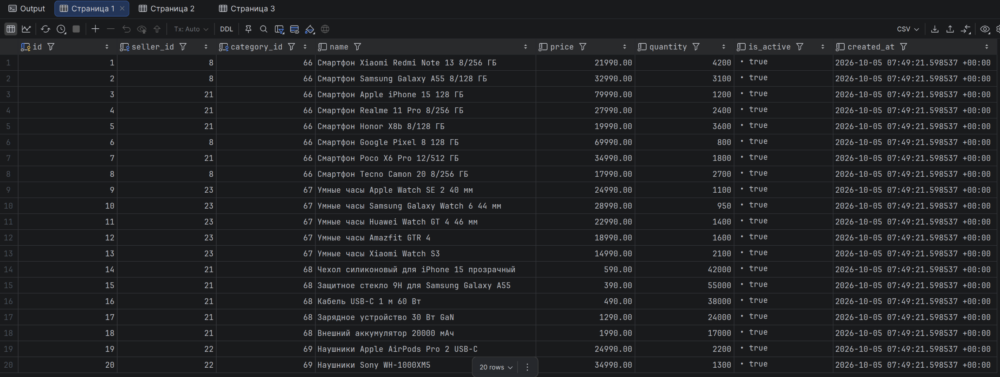 Output Страница 1 Страница 2 Страница 3
Tx: Auto DDL CSV
id seller_id category_id name price quantity is_active created_at
1 1 8 66 Смартфон Xiaomi Redmi Note 13 8/256 ГБ 21990.00 4200 true 2026-10-05 07:49:21.598537 +00:00
2 2 8 66 Смартфон Samsung Galaxy A55 8/128 ГБ 32990.00 3100 true 2026-10-05 07:49:21.598537 +00:00
3 3 21 66 Смартфон Apple iPhone 15 128 ГБ 79990.00 1200 true 2026-10-05 07:49:21.598537 +00:00
4 4 21 66 Смартфон Realme 11 Pro 8/256 ГБ 27990.00 2400 true 2026-10-05 07:49:21.598537 +00:00
5 5 21 66 Смартфон Honor X8b 8/128 ГБ 19990.00 3600 true 2026-10-05 07:49:21.598537 +00:00
6 6 8 66 Смартфон Google Pixel 8 128 ГБ 69990.00 800 true 2026-10-05 07:49:21.598537 +00:00
7 7 21 66 Смартфон Poco X6 Pro 12/512 ГБ 34990.00 1800 true 2026-10-05 07:49:21.598537 +00:00
8 8 8 66 Смартфон Tecno Camon 20 8/256 ГБ 17990.00 2700 true 2026-10-05 07:49:21.598537 +00:00
9 9 23 67 Умные часы Apple Watch SE 2 40 мм 24990.00 1100 true 2026-10-05 07:49:21.598537 +00:00
10 10 23 67 Умные часы Samsung Galaxy Watch 6 44 мм 28990.00 950 true 2026-10-05 07:49:21.598537 +00:00
11 11 23 67 Умные часы Huawei Watch GT 4 46 мм 22990.00 1400 true 2026-10-05 07:49:21.598537 +00:00
12 12 23 67 Умные часы Amazfit GTR 4 18990.00 1600 true 2026-10-05 07:49:21.598537 +00:00
13 13 23 67 Умные часы Xiaomi Watch S3 14990.00 2100 true 2026-10-05 07:49:21.598537 +00:00
14 14 21 68 Чехол силиконовый для iPhone 15 прозрачный 590.00 42000 true 2026-10-05 07:49:21.598537 +00:00
15 15 21 68 Защитное стекло 9H для Samsung Galaxy A55 390.00 55000 true 2026-10-05 07:49:21.598537 +00:00
16 16 21 68 Кабель USB-C 1 м 60 Вт 490.00 38000 true 2026-10-05 07:49:21.598537 +00:00
17 17 21 68 Зарядное устройство 30 Вт GaN 1290.00 24000 true 2026-10-05 07:49:21.598537 +00:00
18 18 21 68 Внешний аккумулятор 20000 мАч 1990.00 17000 true 2026-10-05 07:49:21.598537 +00:00
19 19 22 69 Наушники Apple AirPods Pro 2 USB-C 24990.00 2200 true 2026-10-05 07:49:21.598537 +00:00
20 20 22 69 Наушники Sony WH-1000XM5 34990.00 1300 true 2026-10-05 07:49:21.598537 +00:00
20 rows